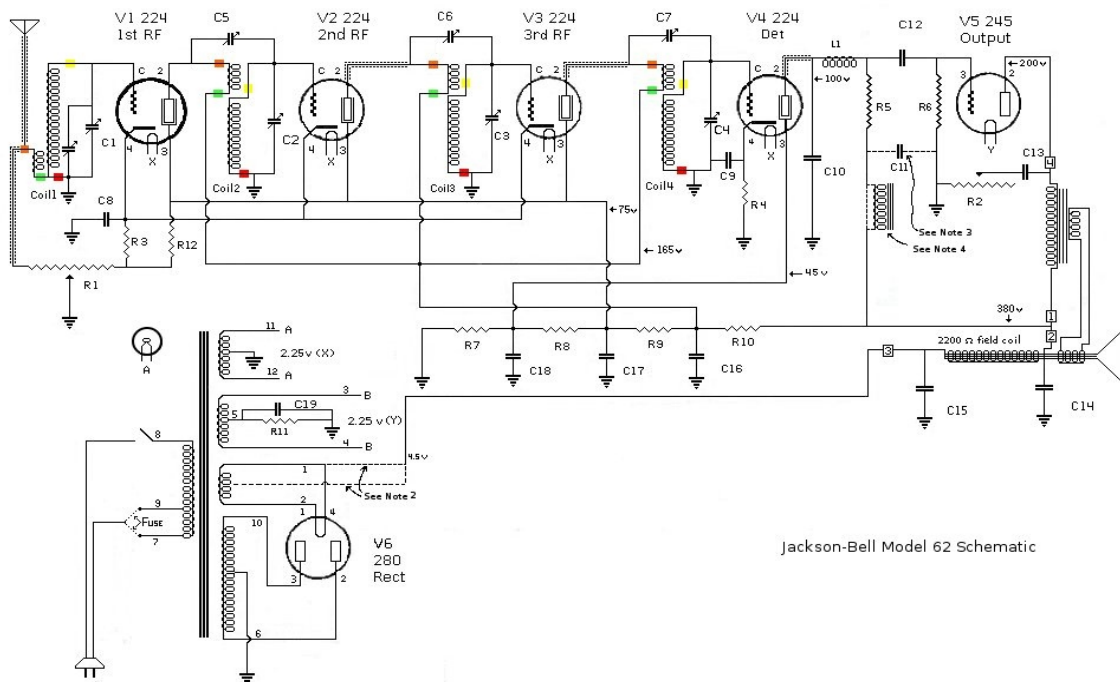 V1 224
1st RF
C5
V2 224
2nd RF
C6
V3 224
3rd RF
C7
V4 224
Det
C12
V5 245
Output
L1
C 2
C 2
C 2
C 2
3
2
←200v
←100v
R5
R6
C1
4
X
3
C2
4
X
3
C3
4
X
3
C4
4
X
3
C9
Y
C13
4
Coil1
Coil2
Coil3
Coil4
C10
C11
R4
R2
C8
R3
R12
←75v
See Note 3
See Note 4
←165v
R1
←45v
380v
1
2
11
A
2.25v (X)
12
A
A
R7
R8
R9
R10
2200 Ω field coil
3
C18
C17
C16
C15
C14
3
B
5
C19
2.25 v (Y)
R11
4
B
8
4.5v
1
See Note 2
2
9
FUSE
7
10
1
4
V6
280
Rect
3
2
6
Jackson-Bell Model 62 Schematic